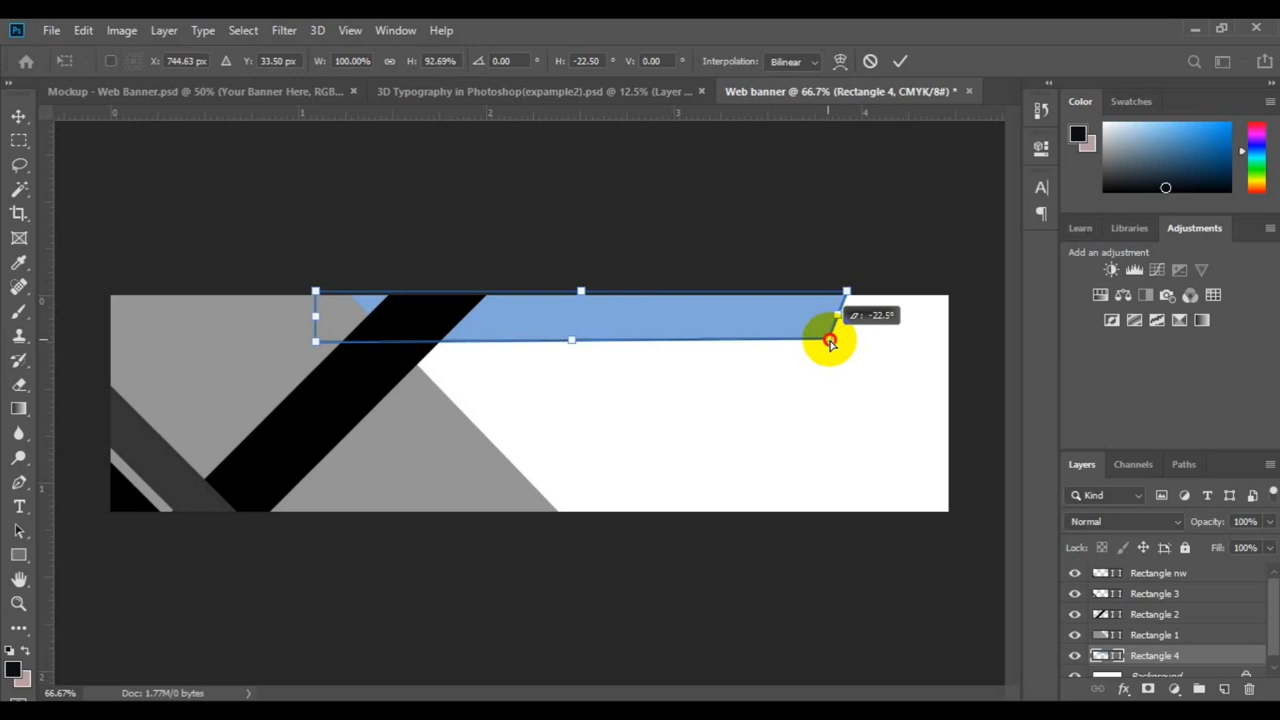 Ps File Edit Image Layer Type Select Filter 3D View Window Help
X: 744.63 px Y: 33.50 px W: 100.00% H: 92.69% 0.00 ° H: -22.50 ° V: 0.00 ° Interpolation: Bilinear
Mockup - Web Banner.psd @ 50% (Your Banner Here, RGB... × 3D Typography in Photoshop(expample2).psd @ 12.5% (Layer ... × Web banner @ 66.7% (Rectangle 4, CMYK/8#) * ×
0 1 2 3 4
Color Swatches
Learn Libraries Adjustments
Add an adjustment
0
: -22.5°
1
2
Layers Channels Paths
Kind
Normal Opacity: 100%
Lock: Fill: 100%
Rectangle nw
Rectangle 3
Rectangle 2
Rectangle 1
Rectangle 4
Background
66.67% Doc: 1.77M/0 bytes